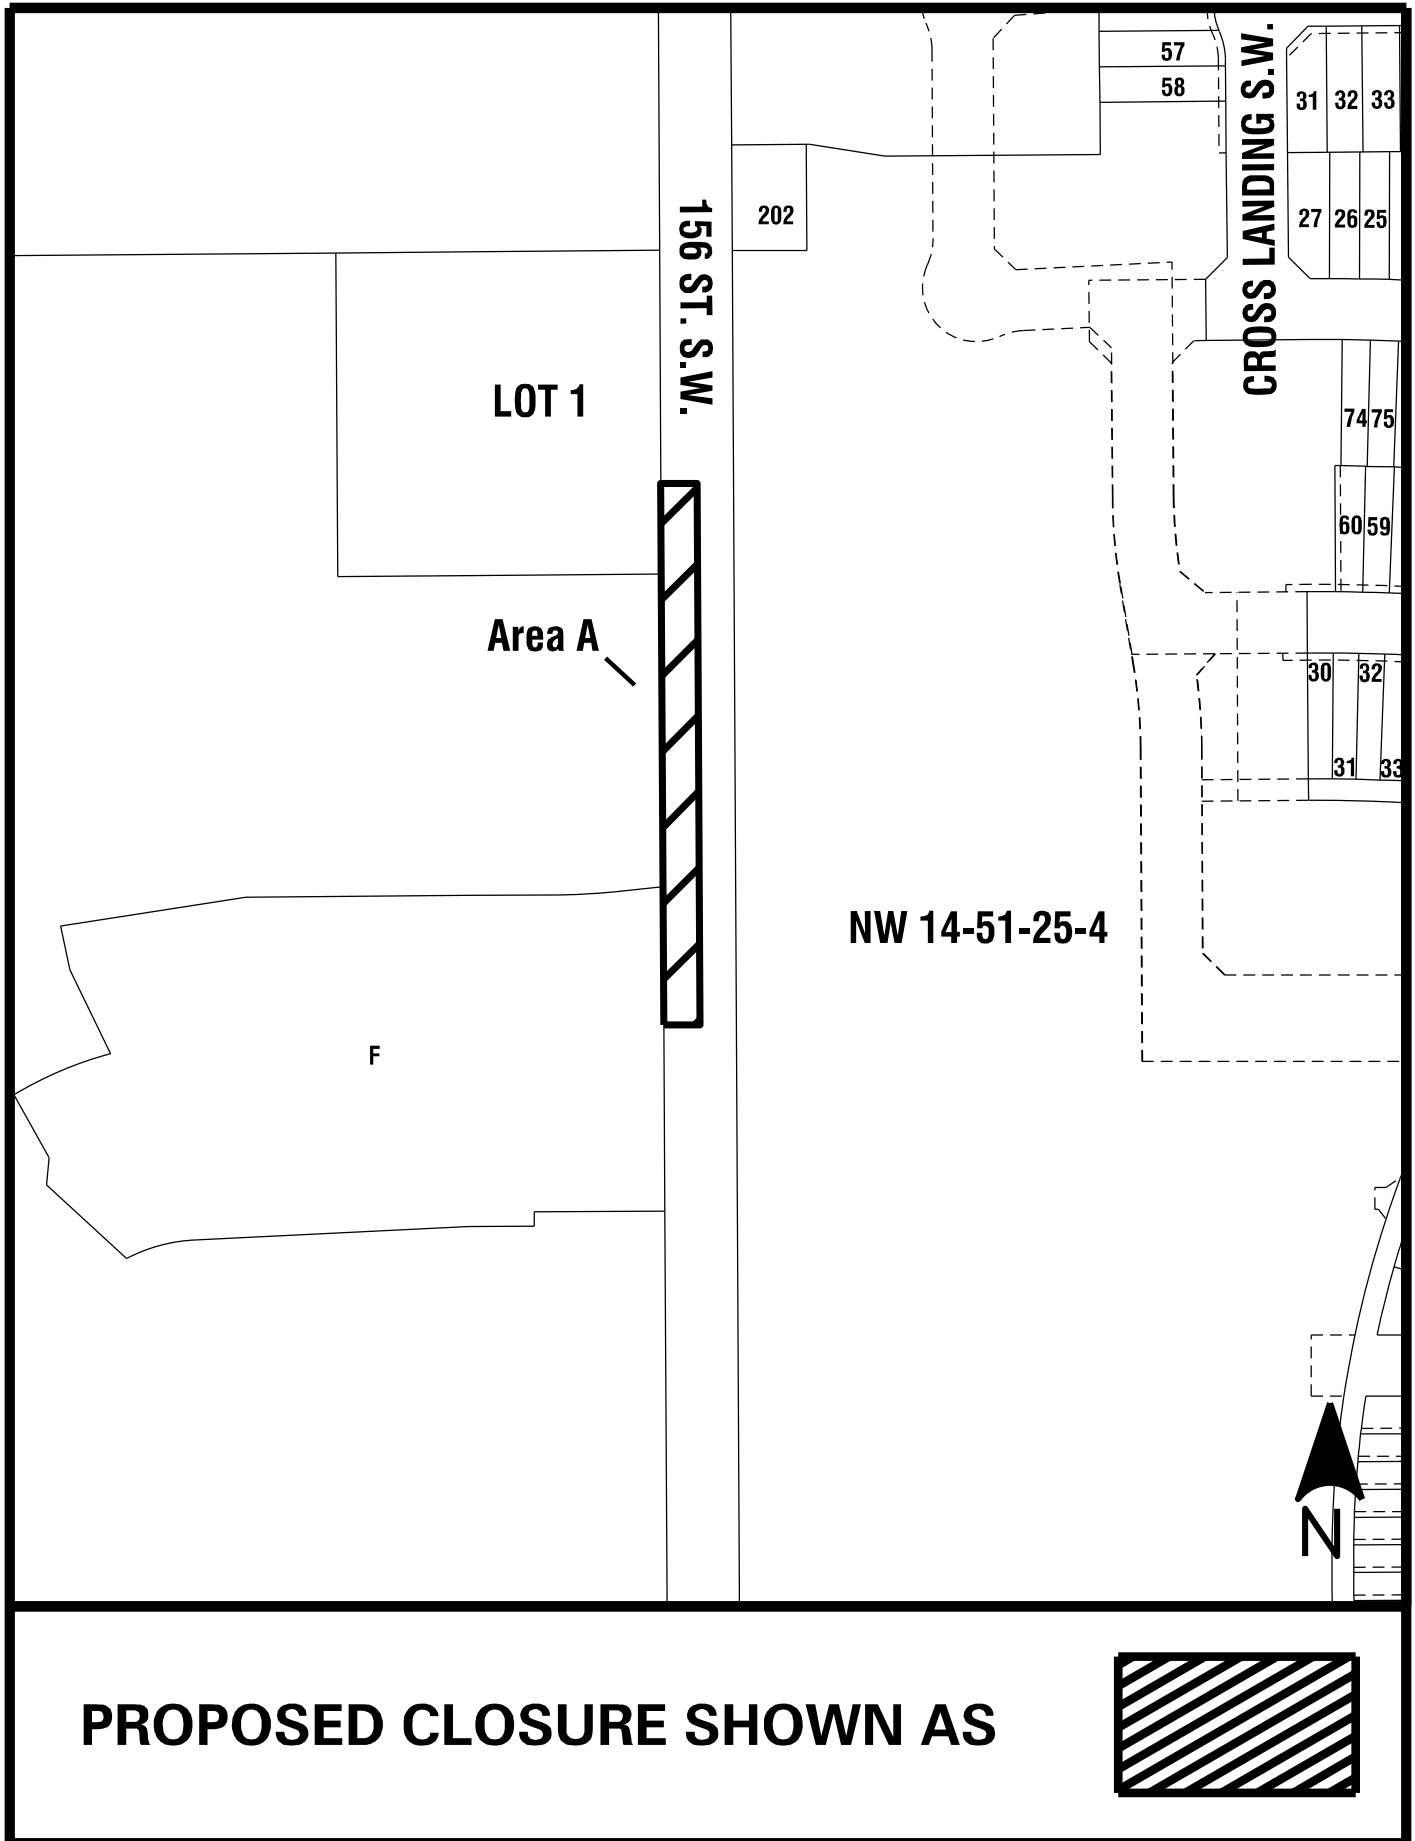 57
58
CROSS LANDING S.W.
31 32 33
27 26 25
156 ST. S.W.
202
LOT 1
74 75
60 59
Area A
30 32
31 33
NW 14-51-25-4
F
N
PROPOSED CLOSURE SHOWN AS